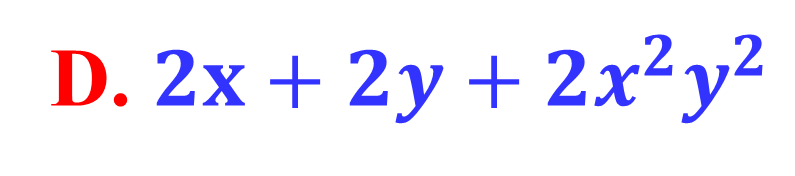 D. 2x + 2y + 2x²y²